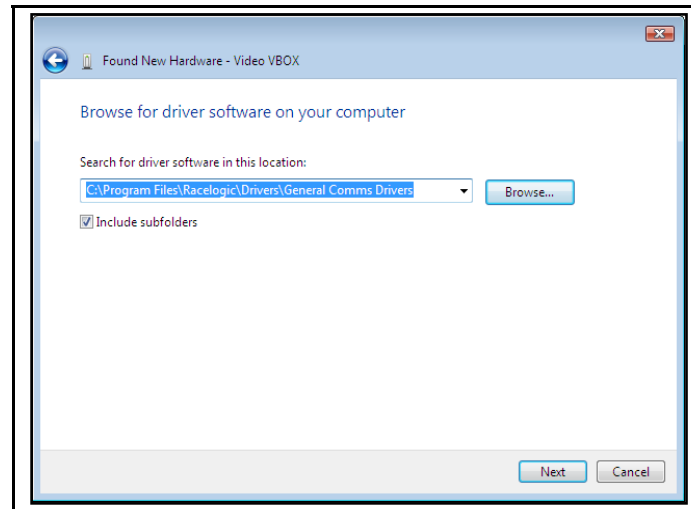 Found New Hardware - Video VBOX
Browse for driver software on your computer
Search for driver software in this location:
C:\Program Files\Racelogic\Drivers\General Comms Drivers
Browse...
Include subfolders
Next
Cancel